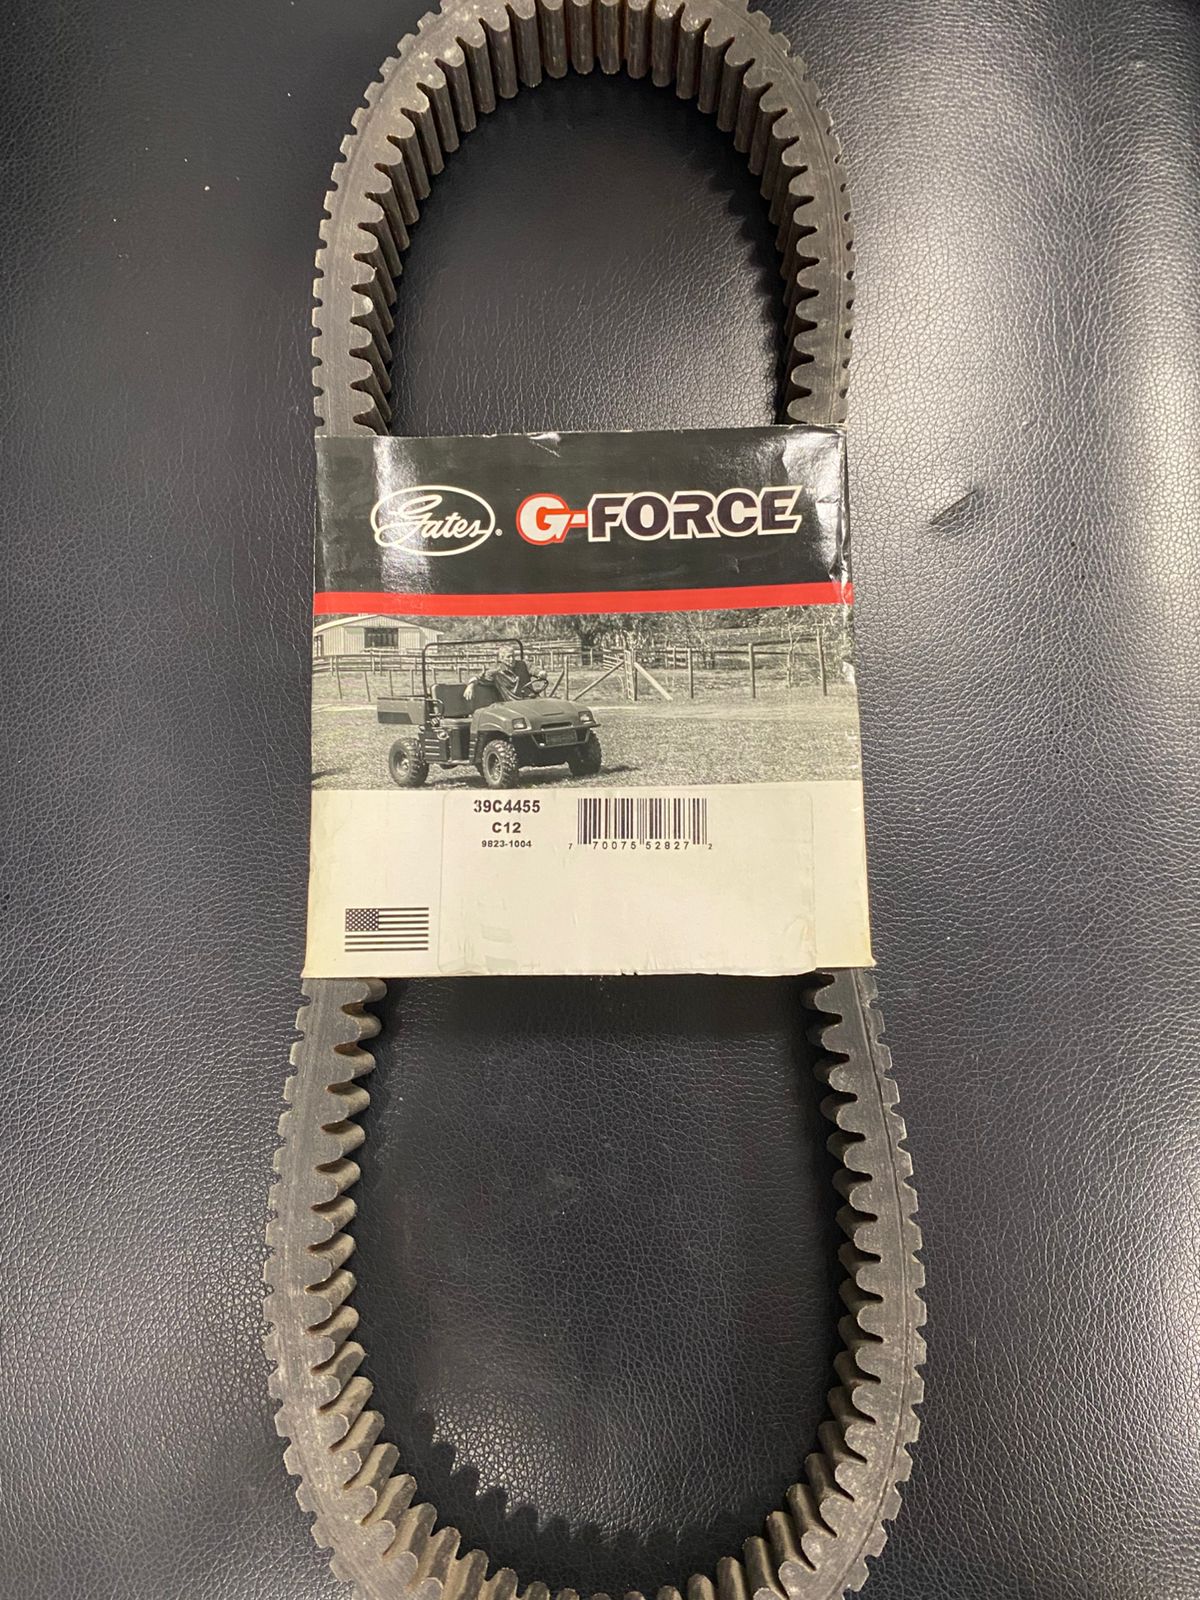 Gates® G-FORCE
39C4455
C12
9823-1004
7 70075 52827 2